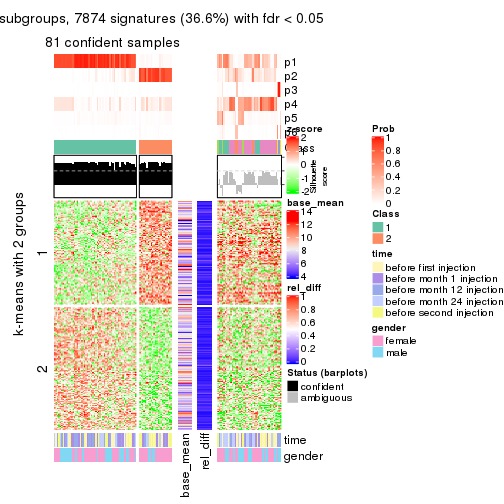 subgroups, 7874 signatures (36.6%) with fdr < 0.05
81 confident samples
p1
p2
p3
p4
p5
k-means with 2 groups
1
2
z-score
2
1
0
-1
-2
Silhouette
score
base_mean
14
12
10
8
6
4
rel_diff
1
0.8
0.6
0.4
0.2
0
Status (barplots)
confident
ambiguous
Prob
1
0.8
0.6
0.4
0.2
0
Class
1
2
time
before first injection
before month 1 injection
before month 12 injection
before month 24 injection
before second injection
gender
female
male
time
gender
base_mean
rel_diff